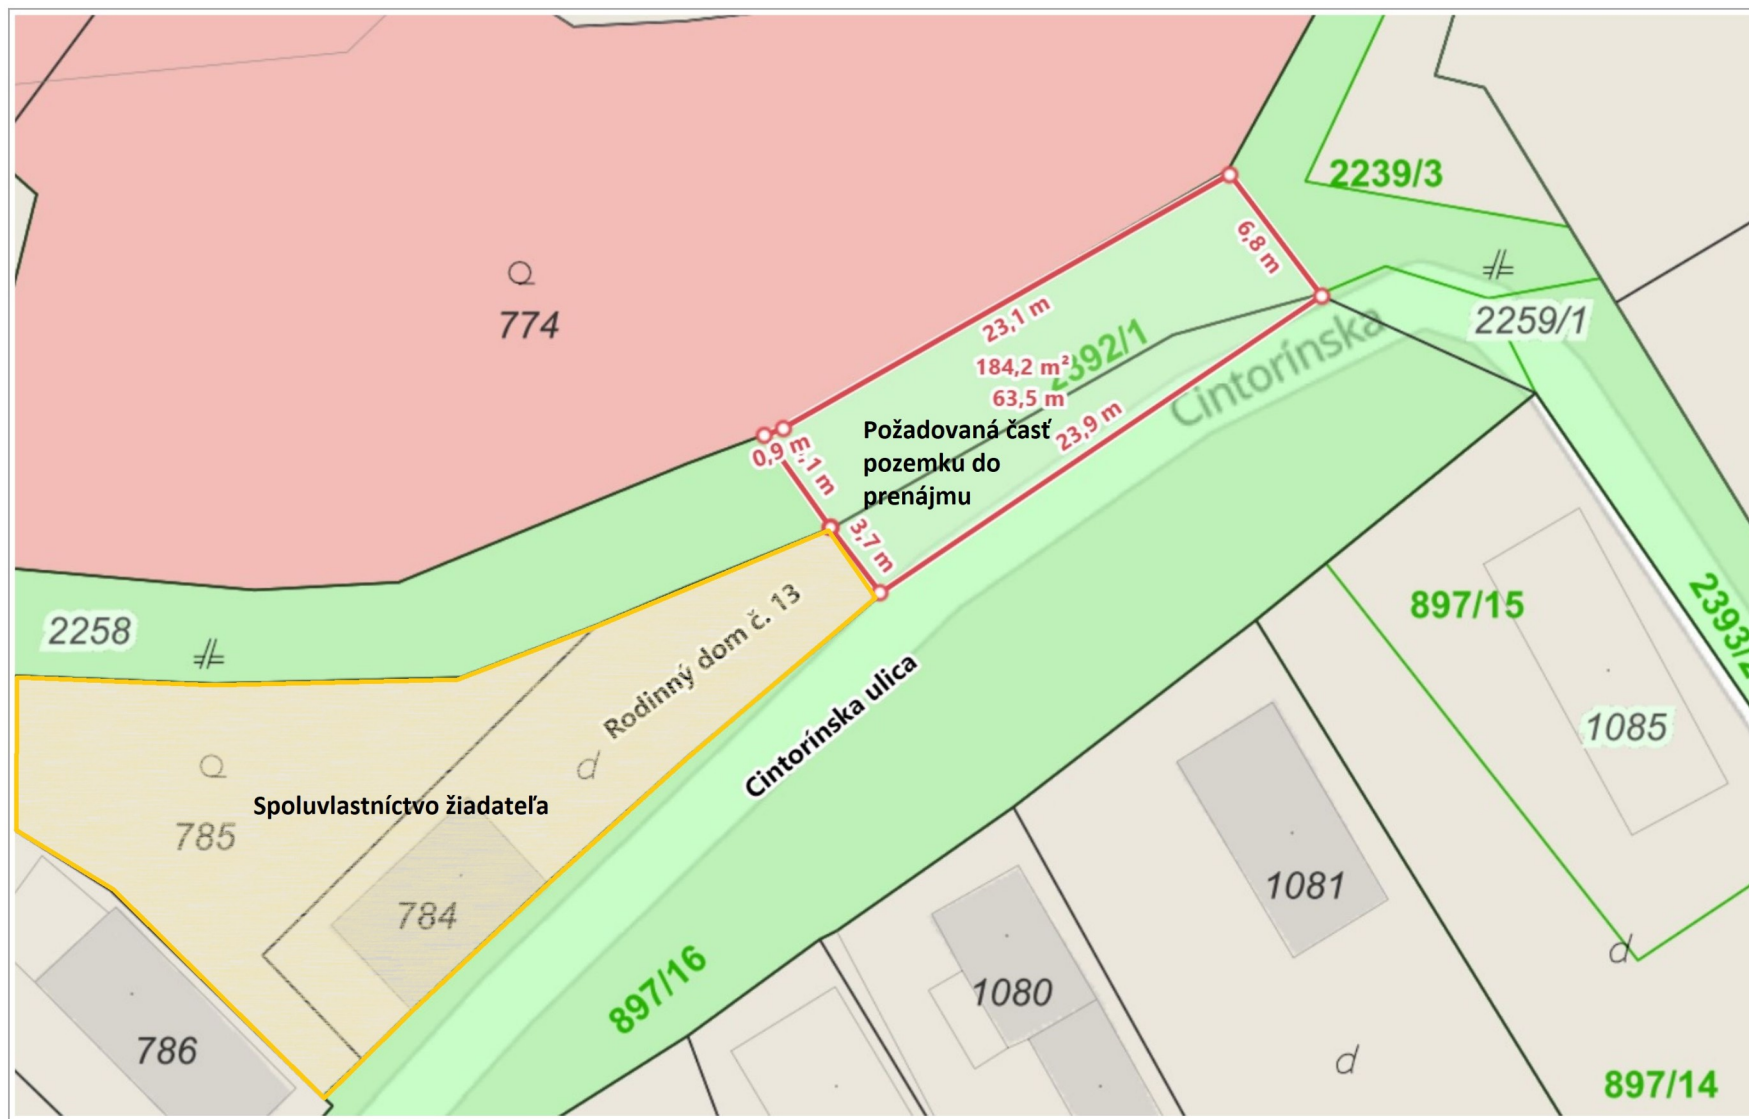 2239/3
6,8 m
Q
774
23,1 m
2259/1
Cintorínska
2392/1
184,2 m²
63,5 m
23,9 m
Požadovaná časť
pozemku do
prenájmu
0,9 m
,1 m
3,7 m
2258
Rodinný dom č. 13
897/15
2393/2
Cintorínska ulica
1085
Q
d
Spoluvlastníctvo žiadateľa
785
784
1081
897/16
d
1080
786
d
897/14